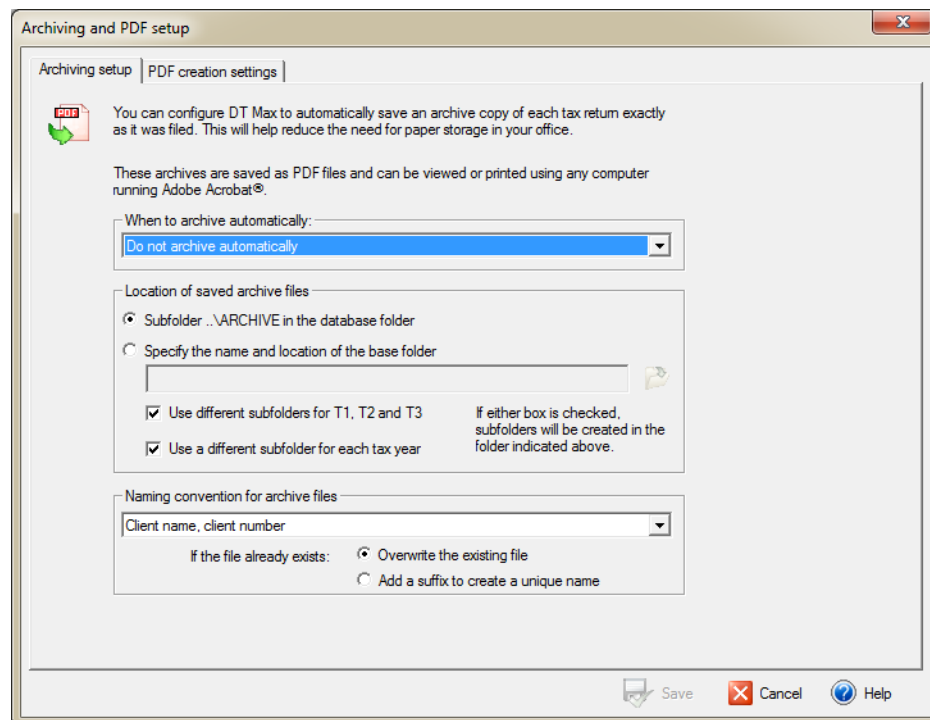 Archiving and PDF setup
Archiving setup
PDF creation settings
PDF
You can configure DT Max to automatically save an archive copy of each tax return exactly
as it was filed. This will help reduce the need for paper storage in your office.
These archives are saved as PDF files and can be viewed or printed using any computer
running Adobe Acrobat®.
When to archive automatically:
Do not archive automatically
Location of saved archive files
Subfolder ..\ARCHIVE in the database folder
Specify the name and location of the base folder
Use different subfolders for T1, T2 and T3
Use a different subfolder for each tax year
If either box is checked,
subfolders will be created in the
folder indicated above.
Naming convention for archive files
Client name, client number
If the file already exists:
Overwrite the existing file
Add a suffix to create a unique name
Save
Cancel
Help